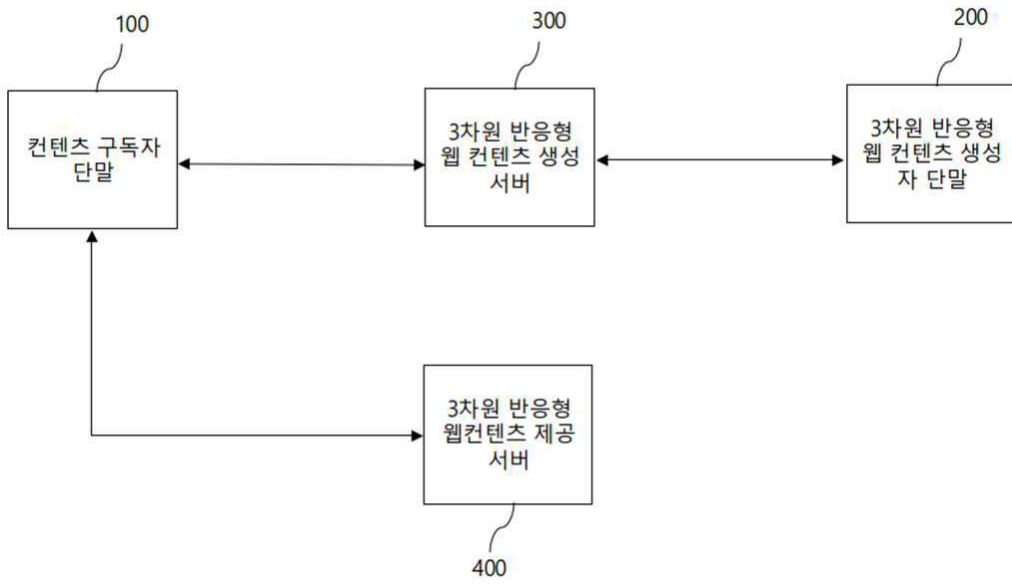 100
300
200
컨텐츠 구독자
단말
3차원 반응형
웹 컨텐츠 생성
서버
3차원 반응형
웹 컨텐츠 생성
자 단말
3차원 반응형
웹컨텐츠 제공
서버
400